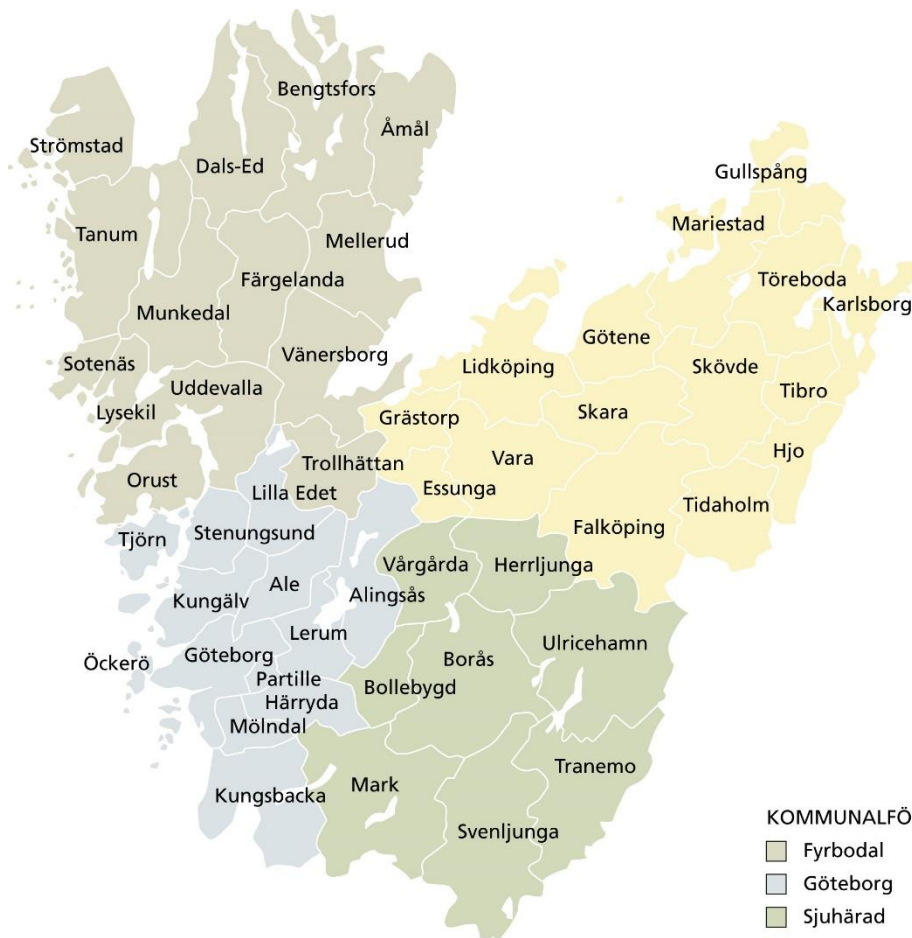 Bengtsfors
Åmål
Strömstad
Dals-Ed
Gullspång
Mariestad
Tanum
Mellerud
Färgelanda
Töreboda
Karlsborg
Munkedal
Götene
Vänersborg
Sotenäs
Lidköping
Skövde
Uddevalla
Tibro
Lysekil
Grästorp
Skara
Hjo
Trollhättan
Vara
Orust
Lilla Edet
Essunga
Tidaholm
Falköping
Stenungsund
Tjörn
Vårgårda
Herrljunga
Ale
Alingsås
Kungälv
Lerum
Ulricehamn
Göteborg
Borås
Öckerö
Partille
Bollebygd
Härryda
Mölndal
Tranemo
Mark
Kungsbacka
Svenljunga
KOMMUNALFÖ
Fyrbodal
Göteborg
Sjuhärad